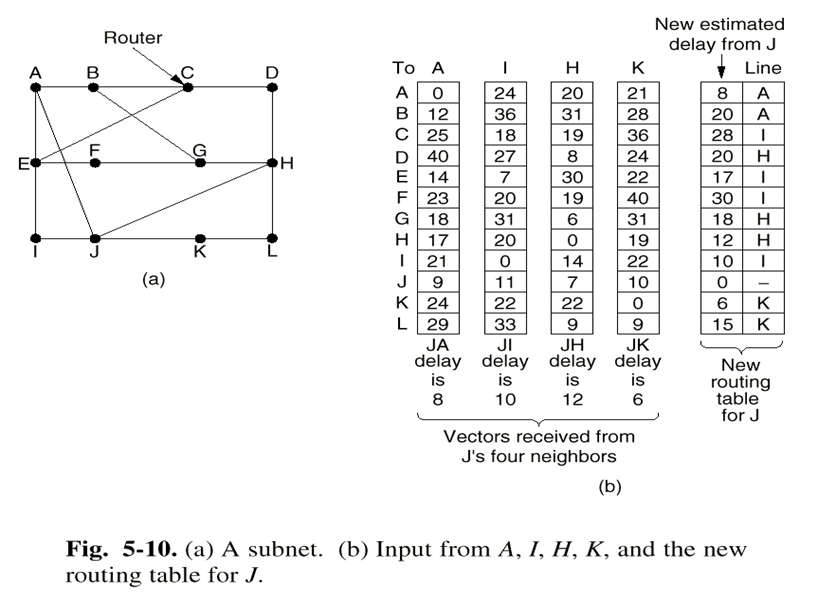 Router
A B C D
E F G H
I J K L
(a)
New estimated
delay from J
To A I H K Line
A 0 24 20 21 8 A
B 12 36 31 28 20 A
C 25 18 19 36 28 I
D 40 27 8 24 20 H
E 14 7 30 22 17 I
F 23 20 19 40 30 I
G 18 31 6 31 18 H
H 17 20 0 19 12 H
I 21 0 14 22 10 I
J 9 11 7 10 0 –
K 24 22 22 0 6 K
L 29 33 9 9 15 K
JA JI JH JK
delay delay delay delay
is is is is
8 10 12 6
New
routing
table
for J
Vectors received from
J's four neighbors
(b)
Fig. 5-10. (a) A subnet. (b) Input from A, I, H, K, and the new
routing table for J.